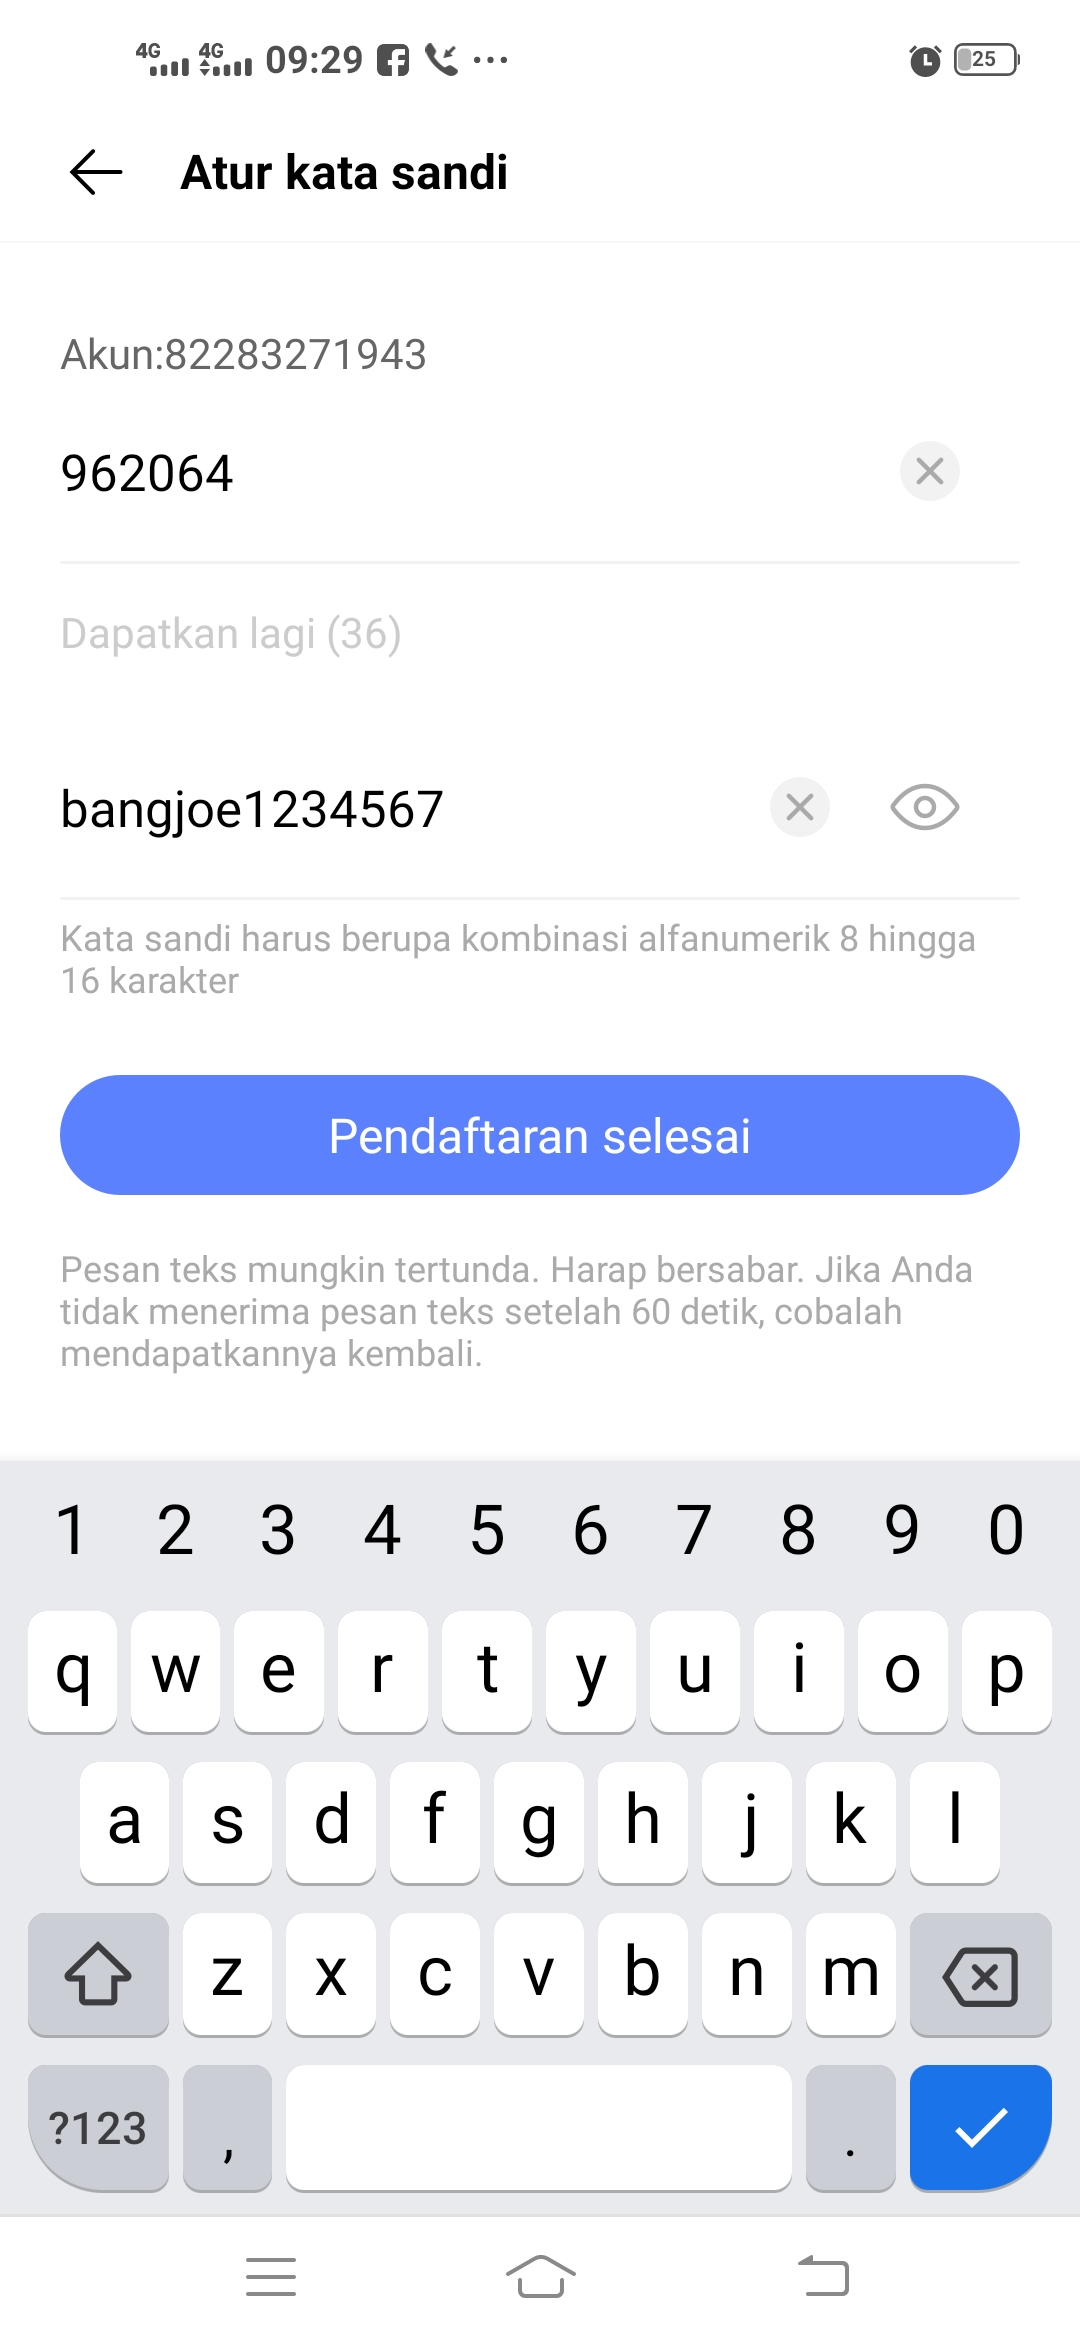 4G 4G 09:29 25
Atur kata sandi
Akun:82283271943
962064
Dapatkan lagi (36)
bangjoe1234567
Kata sandi harus berupa kombinasi alfanumerik 8 hingga
16 karakter
Pendaftaran selesai
Pesan teks mungkin tertunda. Harap bersabar. Jika Anda
tidak menerima pesan teks setelah 60 detik, cobalah
mendapatkannya kembali.
1 2 3 4 5 6 7 8 9 0
q w e r t y u i o p
a s d f g h j k l
z x c v b n m
?123 , .